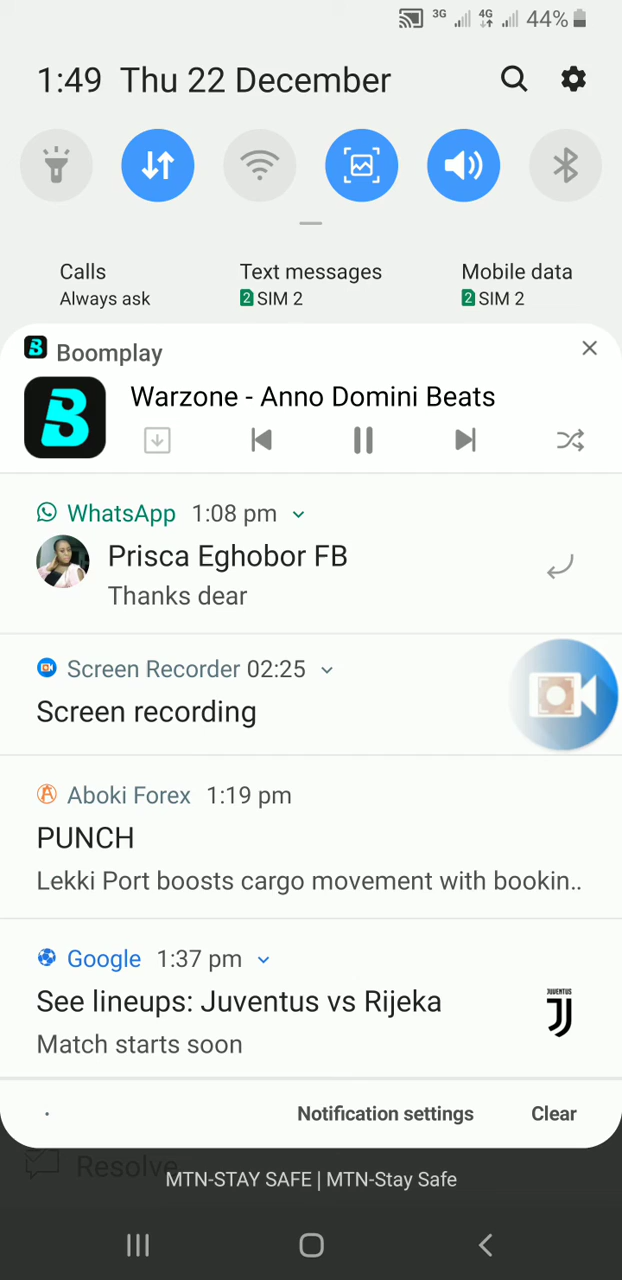 3G 4G 44%
1:49 Thu 22 December
Calls
Always ask
Text messages
2 SIM 2
Mobile data
2 SIM 2
B Boomplay
B
Warzone - Anno Domini Beats
WhatsApp 1:08 pm
Prisca Eghobor FB
Thanks dear
Screen Recorder 02:25
Screen recording
Aboki Forex 1:19 pm
PUNCH
Lekki Port boosts cargo movement with bookin..
Google 1:37 pm
See lineups: Juventus vs Rijeka
JUVENTUS
Match starts soon
Notification settings Clear
Resolve
MTN-STAY SAFE | MTN-Stay Safe